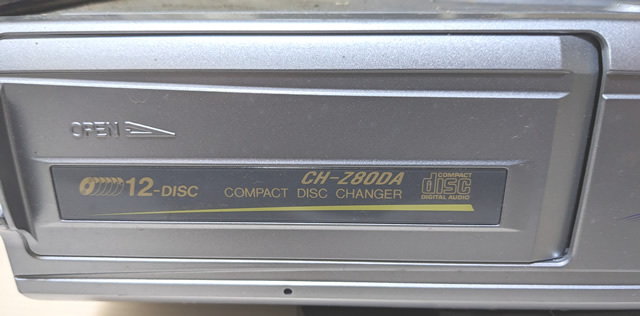 OPEN
12-DISC
CH-Z80DA
COMPACT DISC CHANGER
COMPACT
disc
DIGITAL AUDIO